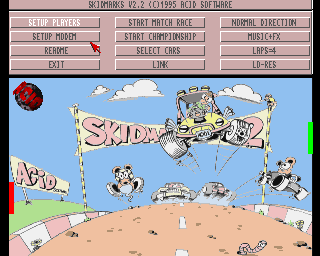 SKIDMARKS V2.2 (C)1995 ACID SOFTWARE
SETUP PLAYERS
START MATCH RACE
NORMAL DIRECTION
SETUP MODEM
START CHAMPIONSHIP
MUSIC+FX
README
SELECT CARS
LAPS=4
EXIT
LINK
LO-RES
SKIDMA 2
ACID